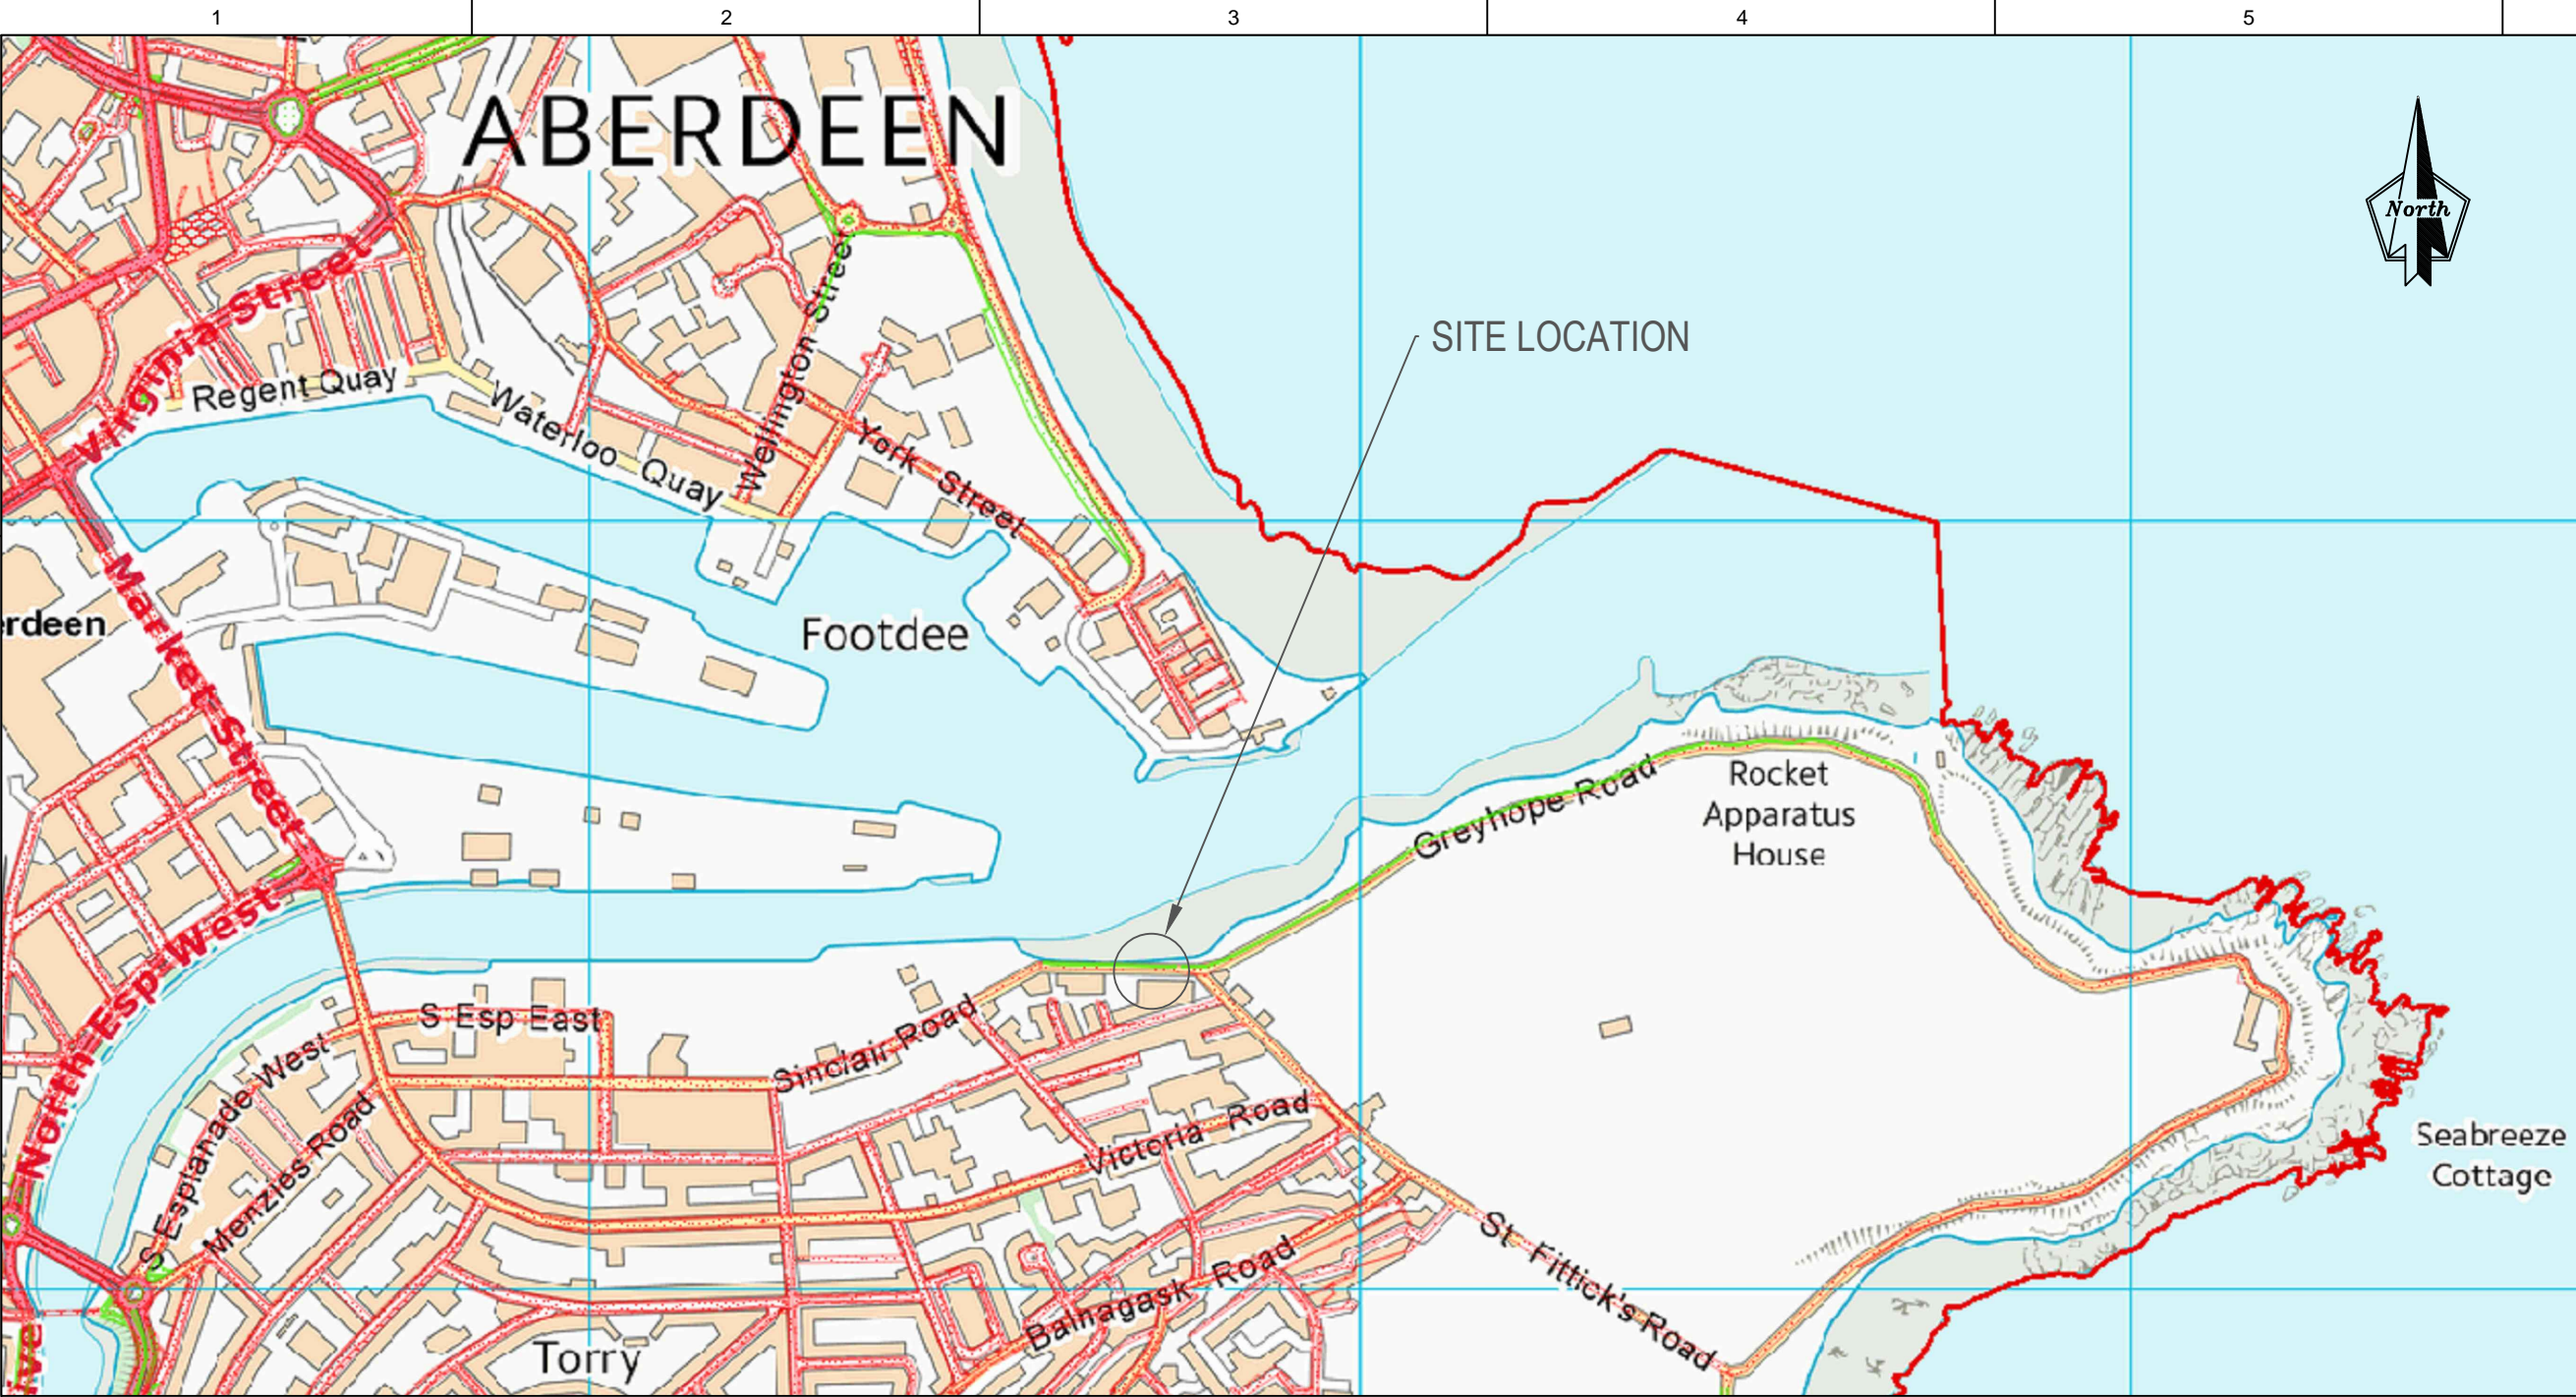 1
2
3
4
5
ABERDEEN
North
Virginia Street
Wellington Street
SITE LOCATION
Regent Quay
Waterloo Quay
York Street
Market Street
erdeen
Footdee
Greyhope Road
Rocket
Apparatus
House
North Esp West
S Esp East
Sinclair Road
S Esplanade West
Menzies Road
Victoria Road
Seabreeze
Cottage
St Fittick's Road
Balnagask Road
Torry
ive